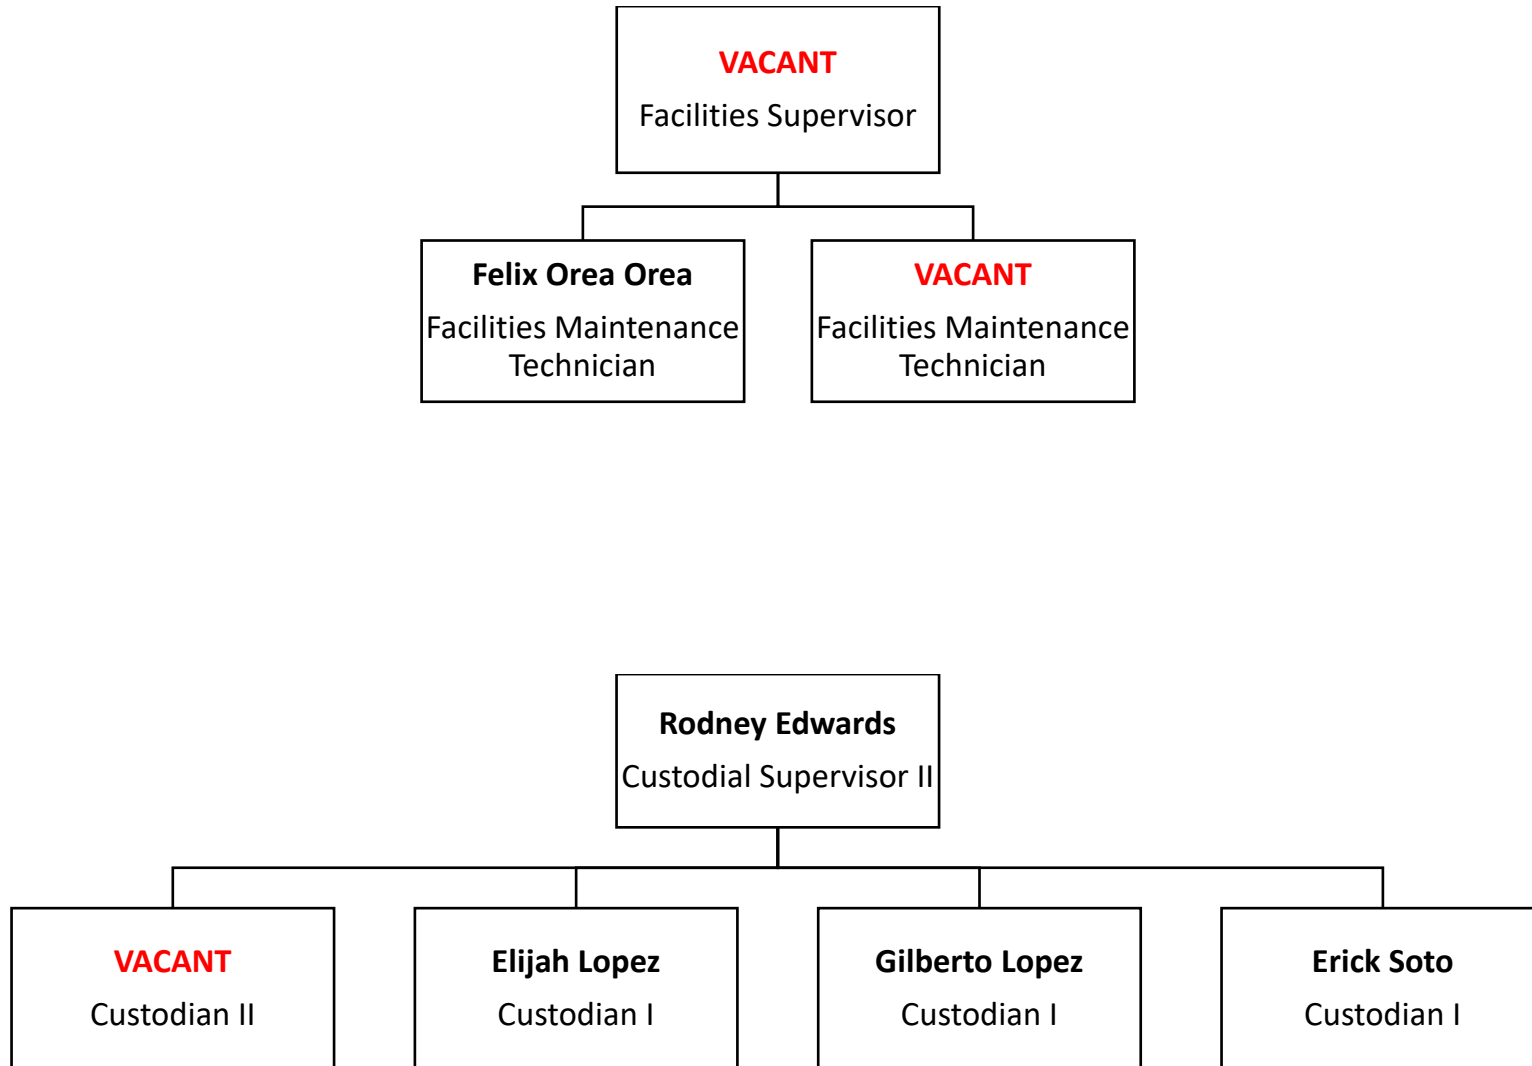 VACANT
Facilities Supervisor
Felix Orea Orea
Facilities Maintenance
Technician
VACANT
Facilities Maintenance
Technician
Rodney Edwards
Custodial Supervisor II
VACANT
Custodian II
Elijah Lopez
Custodian I
Gilberto Lopez
Custodian I
Erick Soto
Custodian I